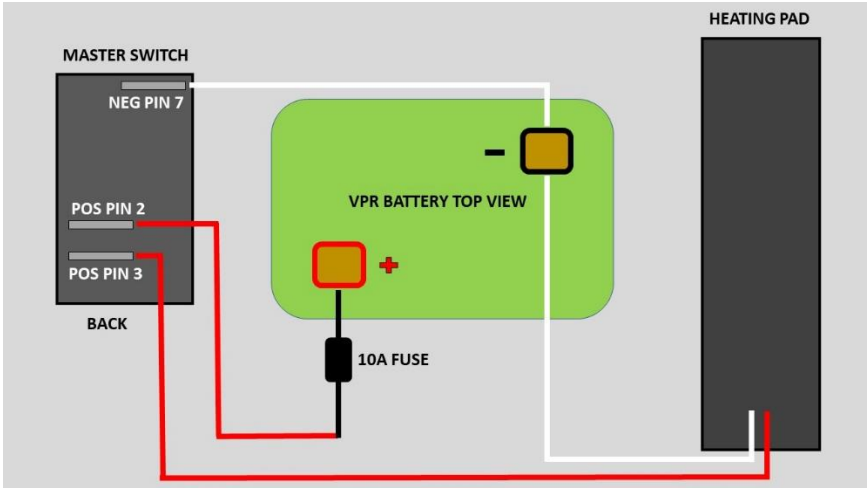 HEATING PAD
MASTER SWITCH
NEG PIN 7
-
VPR BATTERY TOP VIEW
POS PIN 2
+
POS PIN 3
BACK
10A FUSE